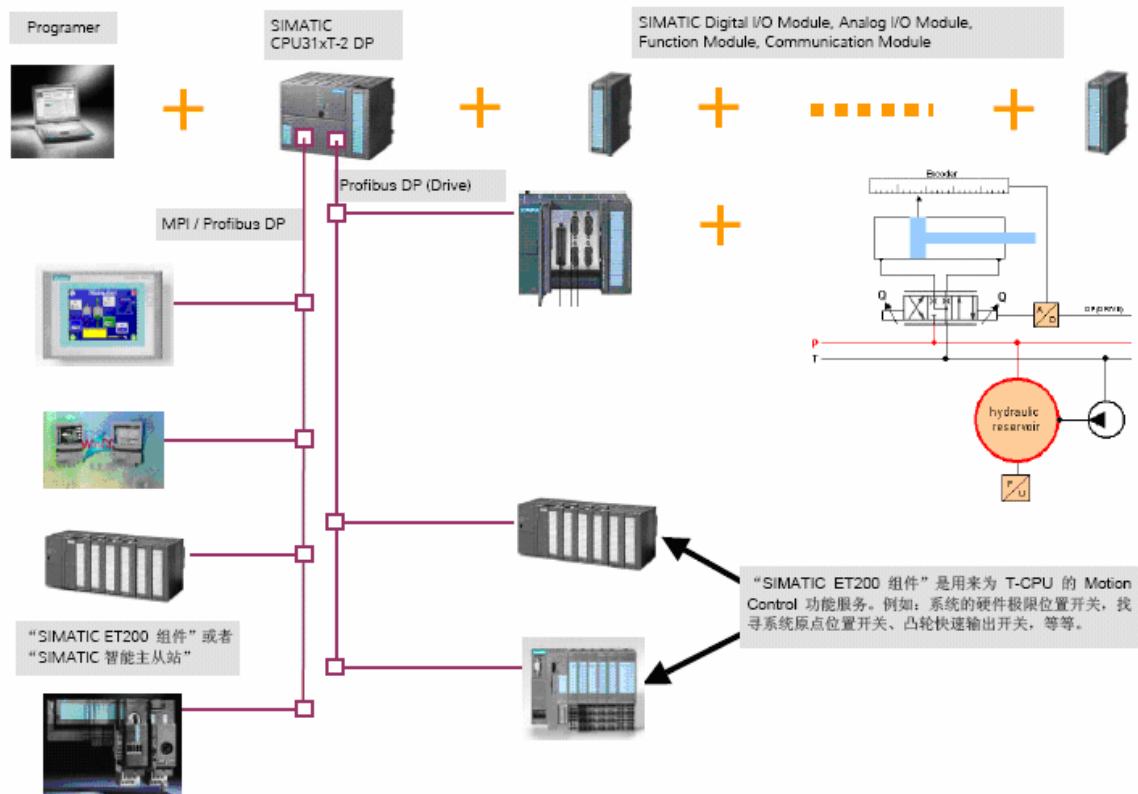 Programer
SIMATIC
CPU31xT-2 DP
SIMATIC Digital I/O Module, Analog I/O Module,
Function Module, Communication Module
Profibus DP (Drive)
MPI / Profibus DP
Encoder
Q
Q
A
D
DP(DRIVE)
P
T
hydraulic
reservoir
P
U
“SIMATIC ET200 组件”是用来为 T-CPU 的 Motion
Control 功能服务。例如：系统的硬件极限位置开关，找
寻系统原点位置开关、凸轮快速输出开关，等等。
“SIMATIC ET200 组件”或者
“SIMATIC 智能主从站”